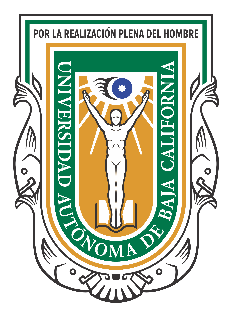 POR LA REALIZACIÓN PLENA DEL HOMBRE
UNIVERSIDAD AUTÓNOMA DE BAJA CALIFORNIA